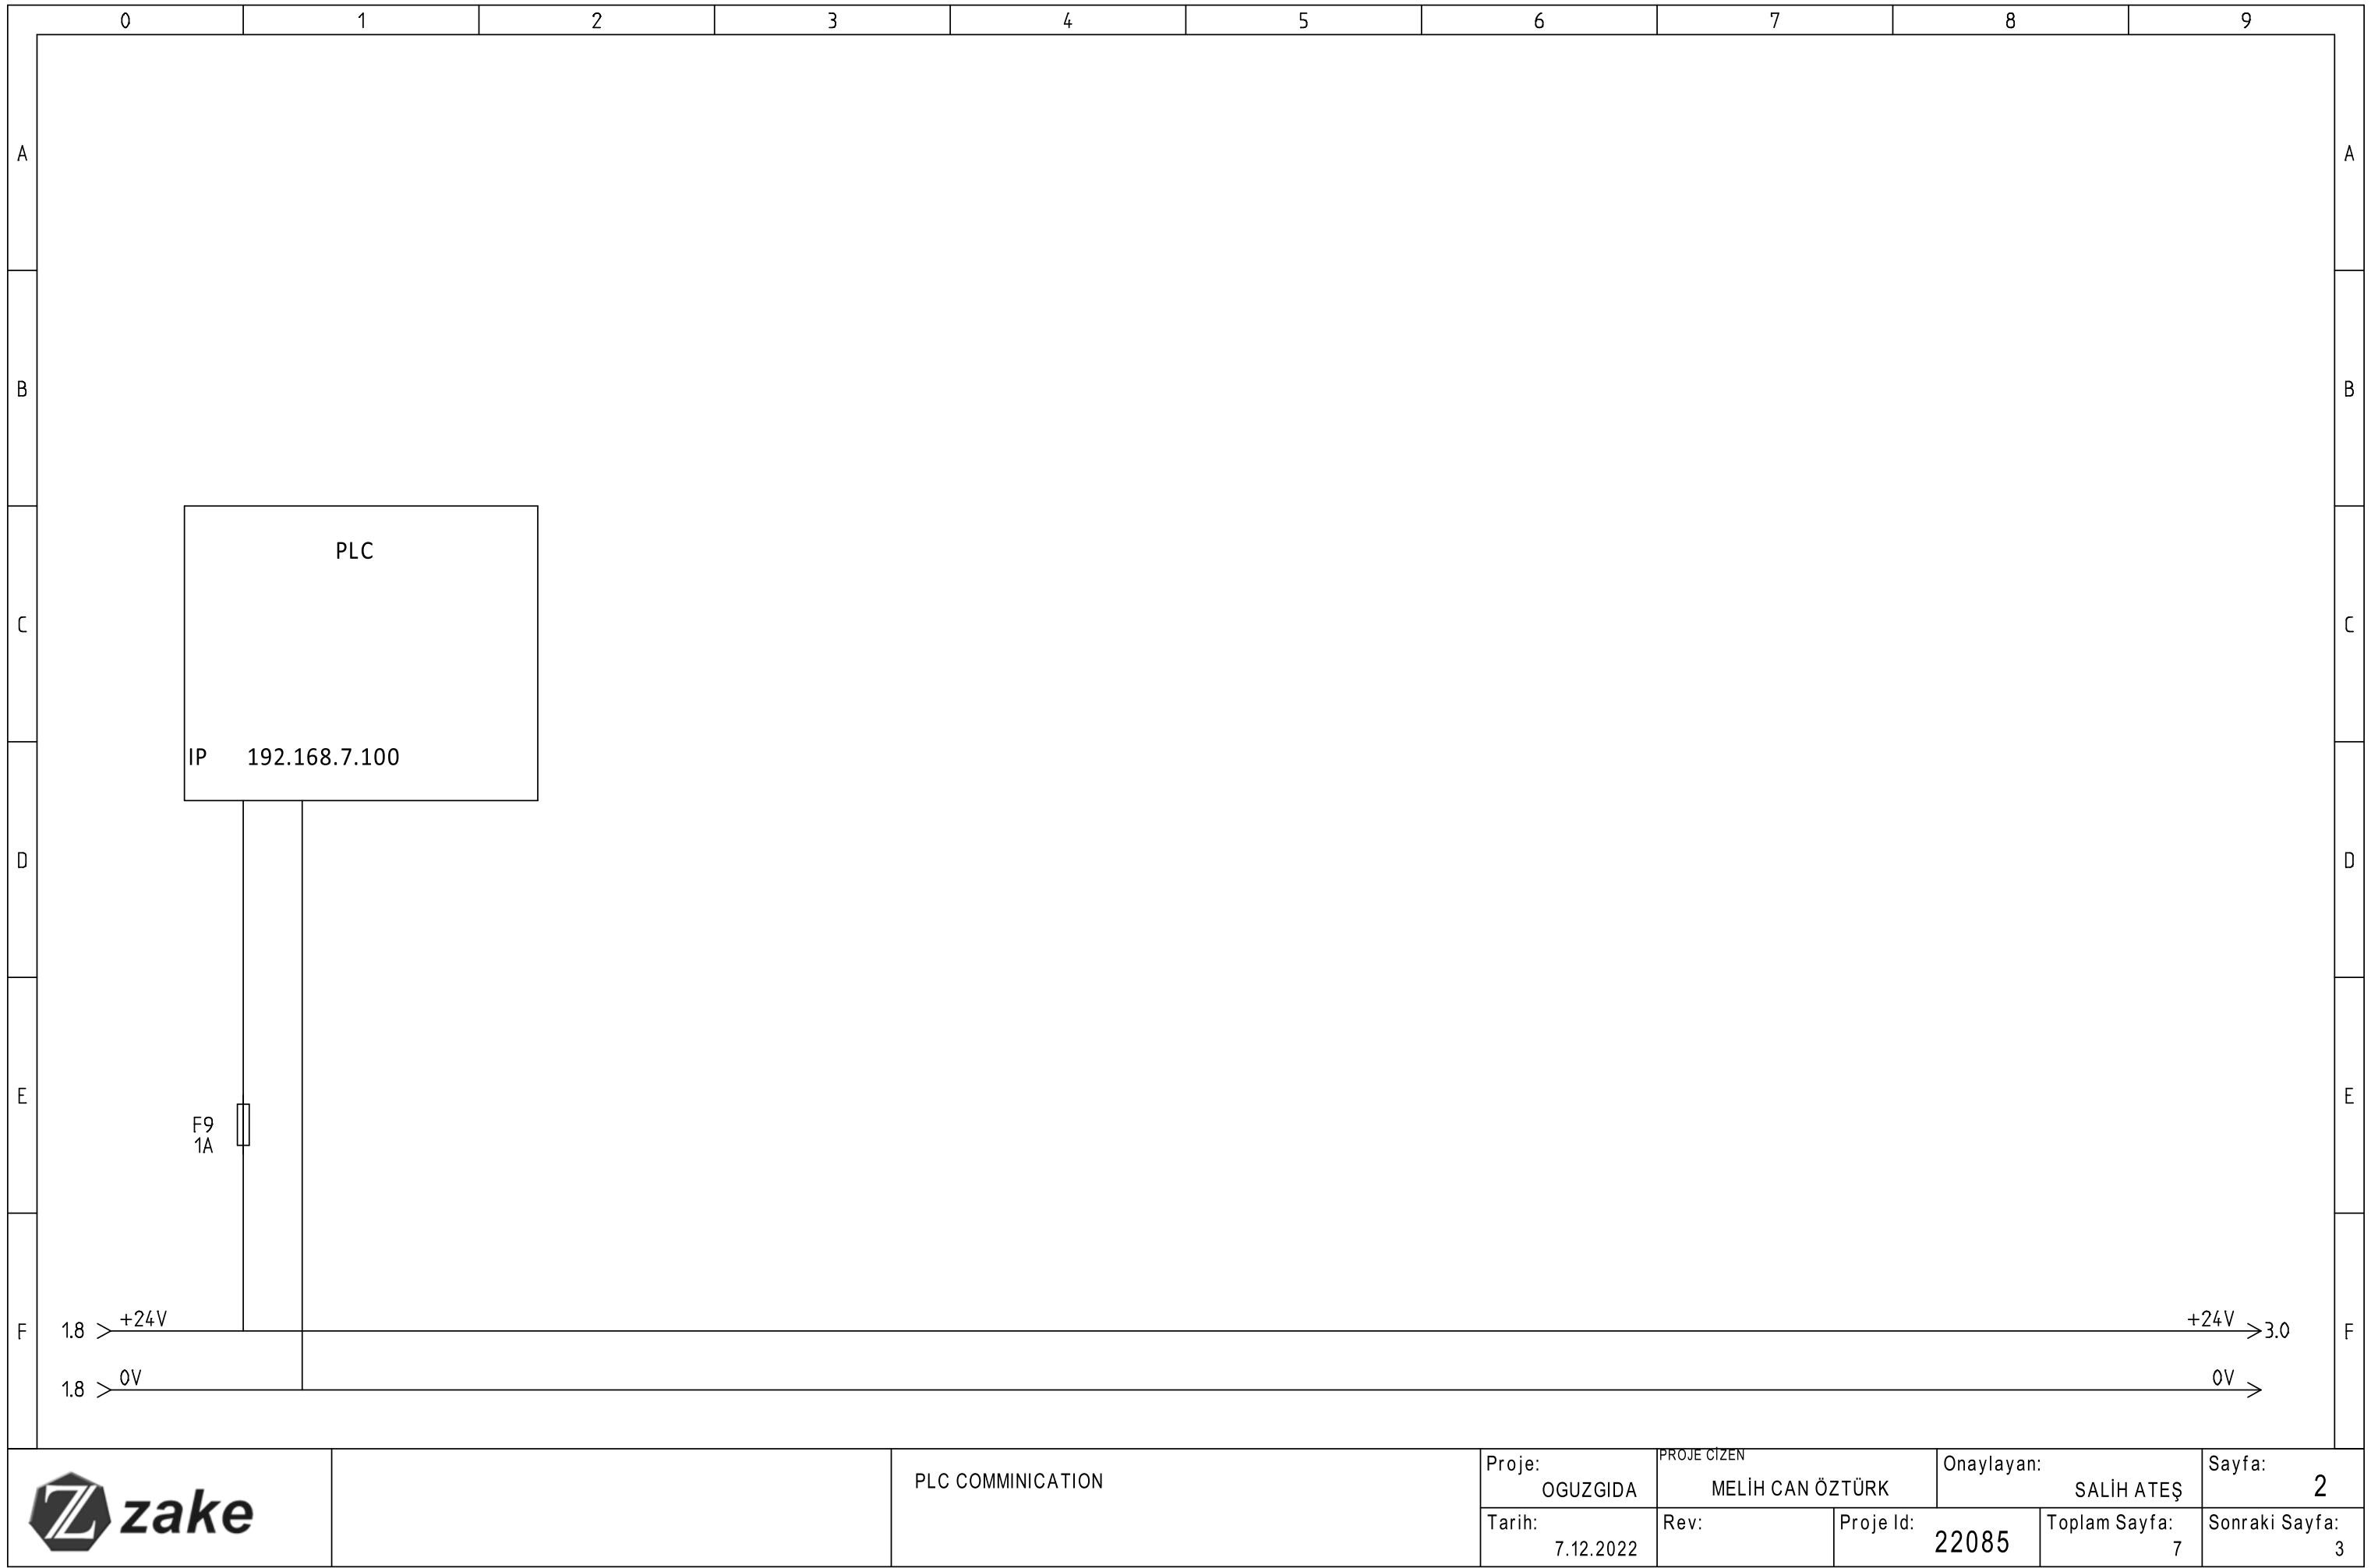 0 1 2 3 4 5 6 7 8 9
A A
B B
PLC
C C
IP 192.168.7.100
D D
E E
F9
1A
+24V +24V
F 1.8 3.0 F
0V 0V
1.8
zake
PLC COMMINICATION
Proje:
OGUZGIDA
PROJE CİZEN
MELİH CAN ÖZTÜRK
Onaylayan:
SALİH ATEŞ
Sayfa:
2
Tarih:
7.12.2022
Rev:
Proje Id:
22085
Toplam Sayfa:
7
Sonraki Sayfa:
3